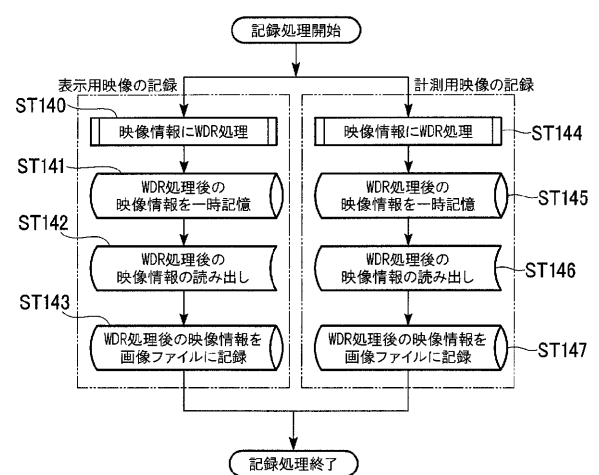 記録処理開始
表示用映像の記録
ST140
映像情報にWDR処理
ST141
WDR処理後の
映像情報を一時記憶
ST142
WDR処理後の
映像情報の読み出し
ST143
WDR処理後の映像情報を
画像ファイルに記録
計測用映像の記録
映像情報にWDR処理
ST144
WDR処理後の
映像情報を一時記憶
ST145
WDR処理後の
映像情報の読み出し
ST146
WDR処理後の映像情報を
画像ファイルに記録
ST147
記録処理終了